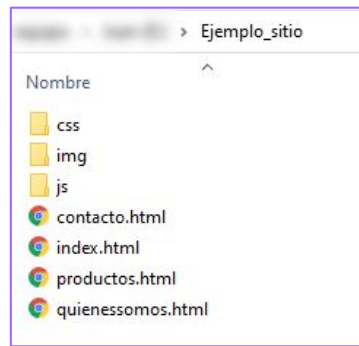 > Ejemplo_sitio
Nombre
css
img
js
contacto.html
index.html
productos.html
quienessomos.html